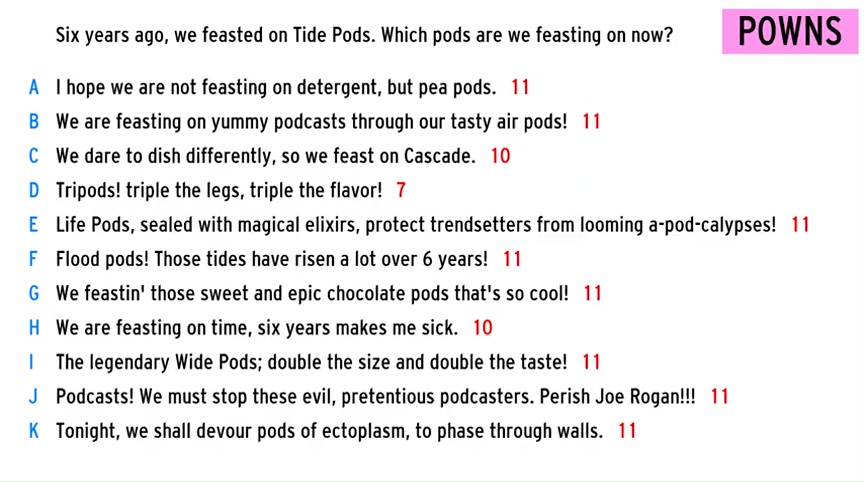 Six years ago, we feasted on Tide Pods. Which pods are we feasting on now?
POWNS
A I hope we are not feasting on detergent, but pea pods. 11
B We are feasting on yummy podcasts through our tasty air pods! 11
C We dare to dish differently, so we feast on Cascade. 10
D Tripods! triple the legs, triple the flavor! 7
E Life Pods, sealed with magical elixirs, protect trendsetters from looming a-pod-calypses! 11
F Flood pods! Those tides have risen a lot over 6 years! 11
G We feastin' those sweet and epic chocolate pods that's so cool! 11
H We are feasting on time, six years makes me sick. 10
I The legendary Wide Pods; double the size and double the taste! 11
J Podcasts! We must stop these evil, pretentious podcasters. Perish Joe Rogan!!! 11
K Tonight, we shall devour pods of ectoplasm, to phase through walls. 11